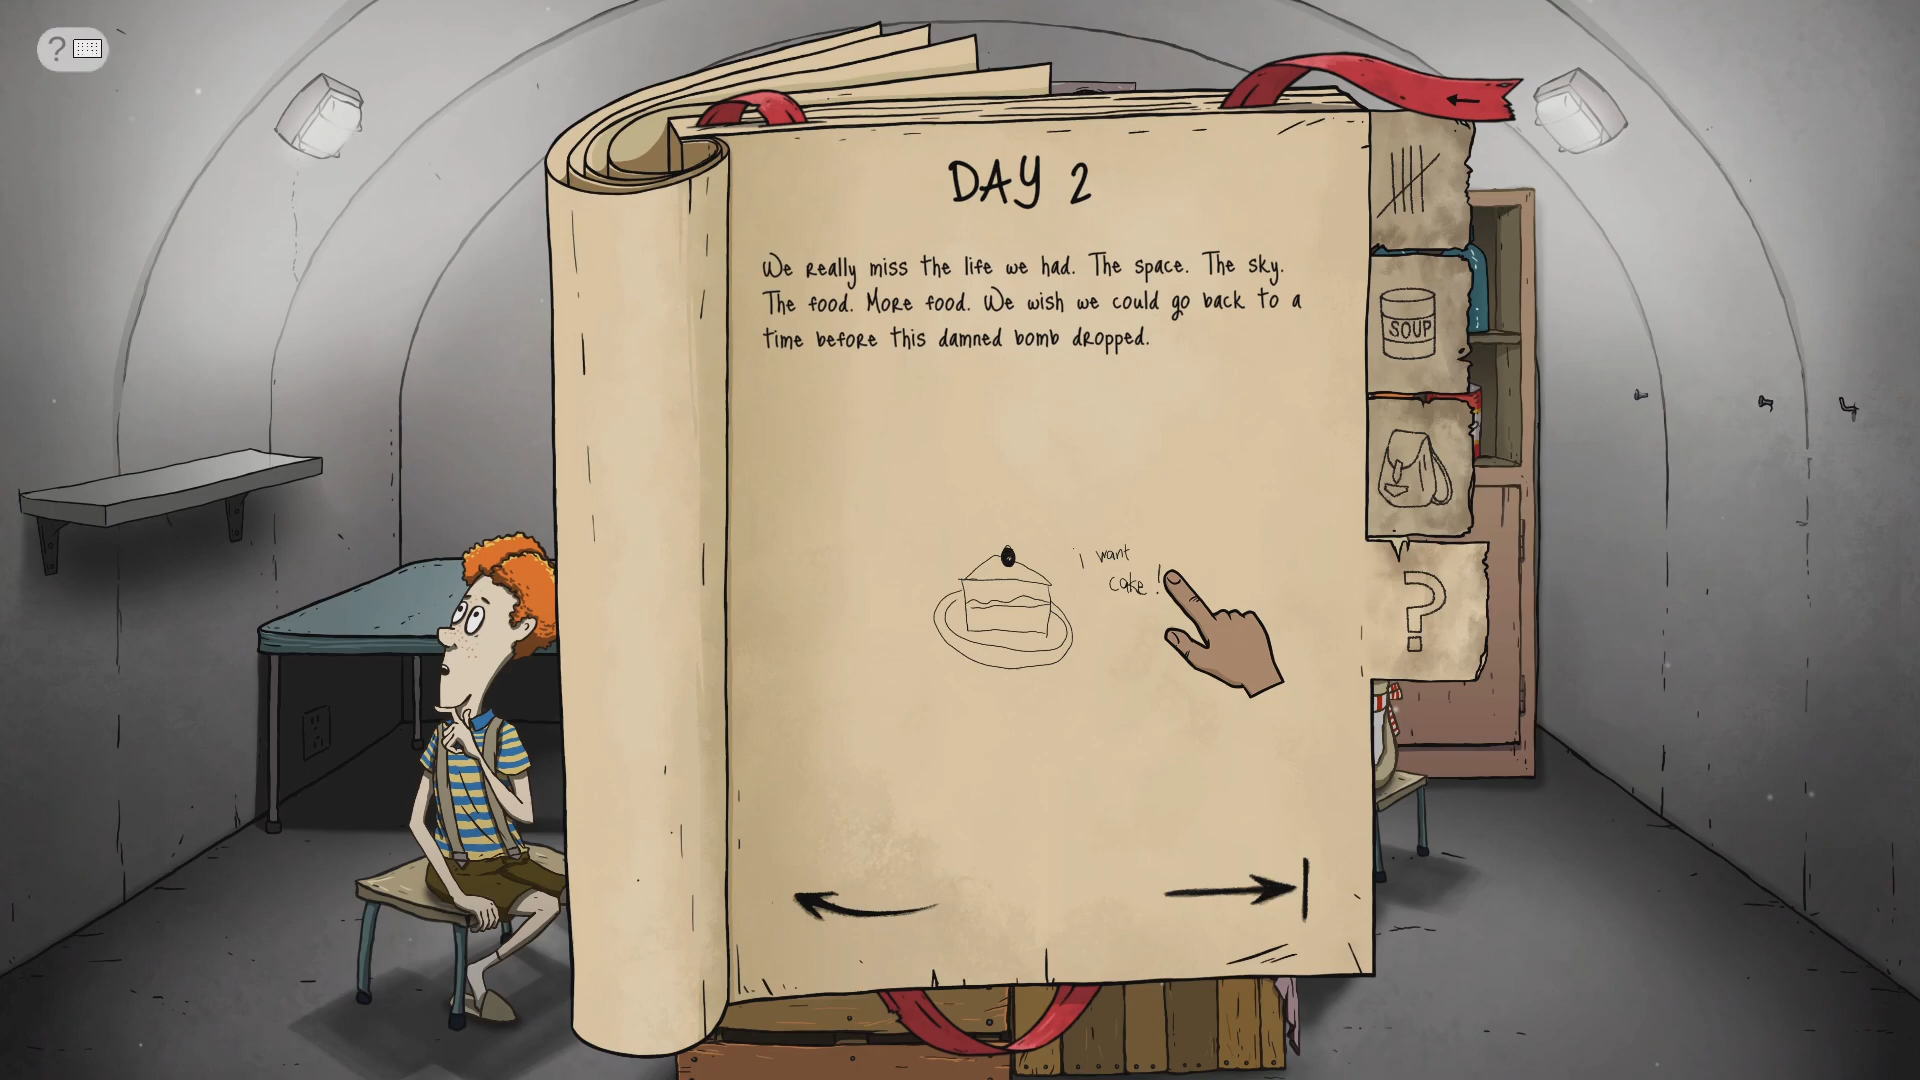 ?
DAY 2
We really miss the life we had. The space. The sky.
The food. More food. We wish we could go back to a
time before this damned bomb dropped.
i want
cake!
SOUP
?